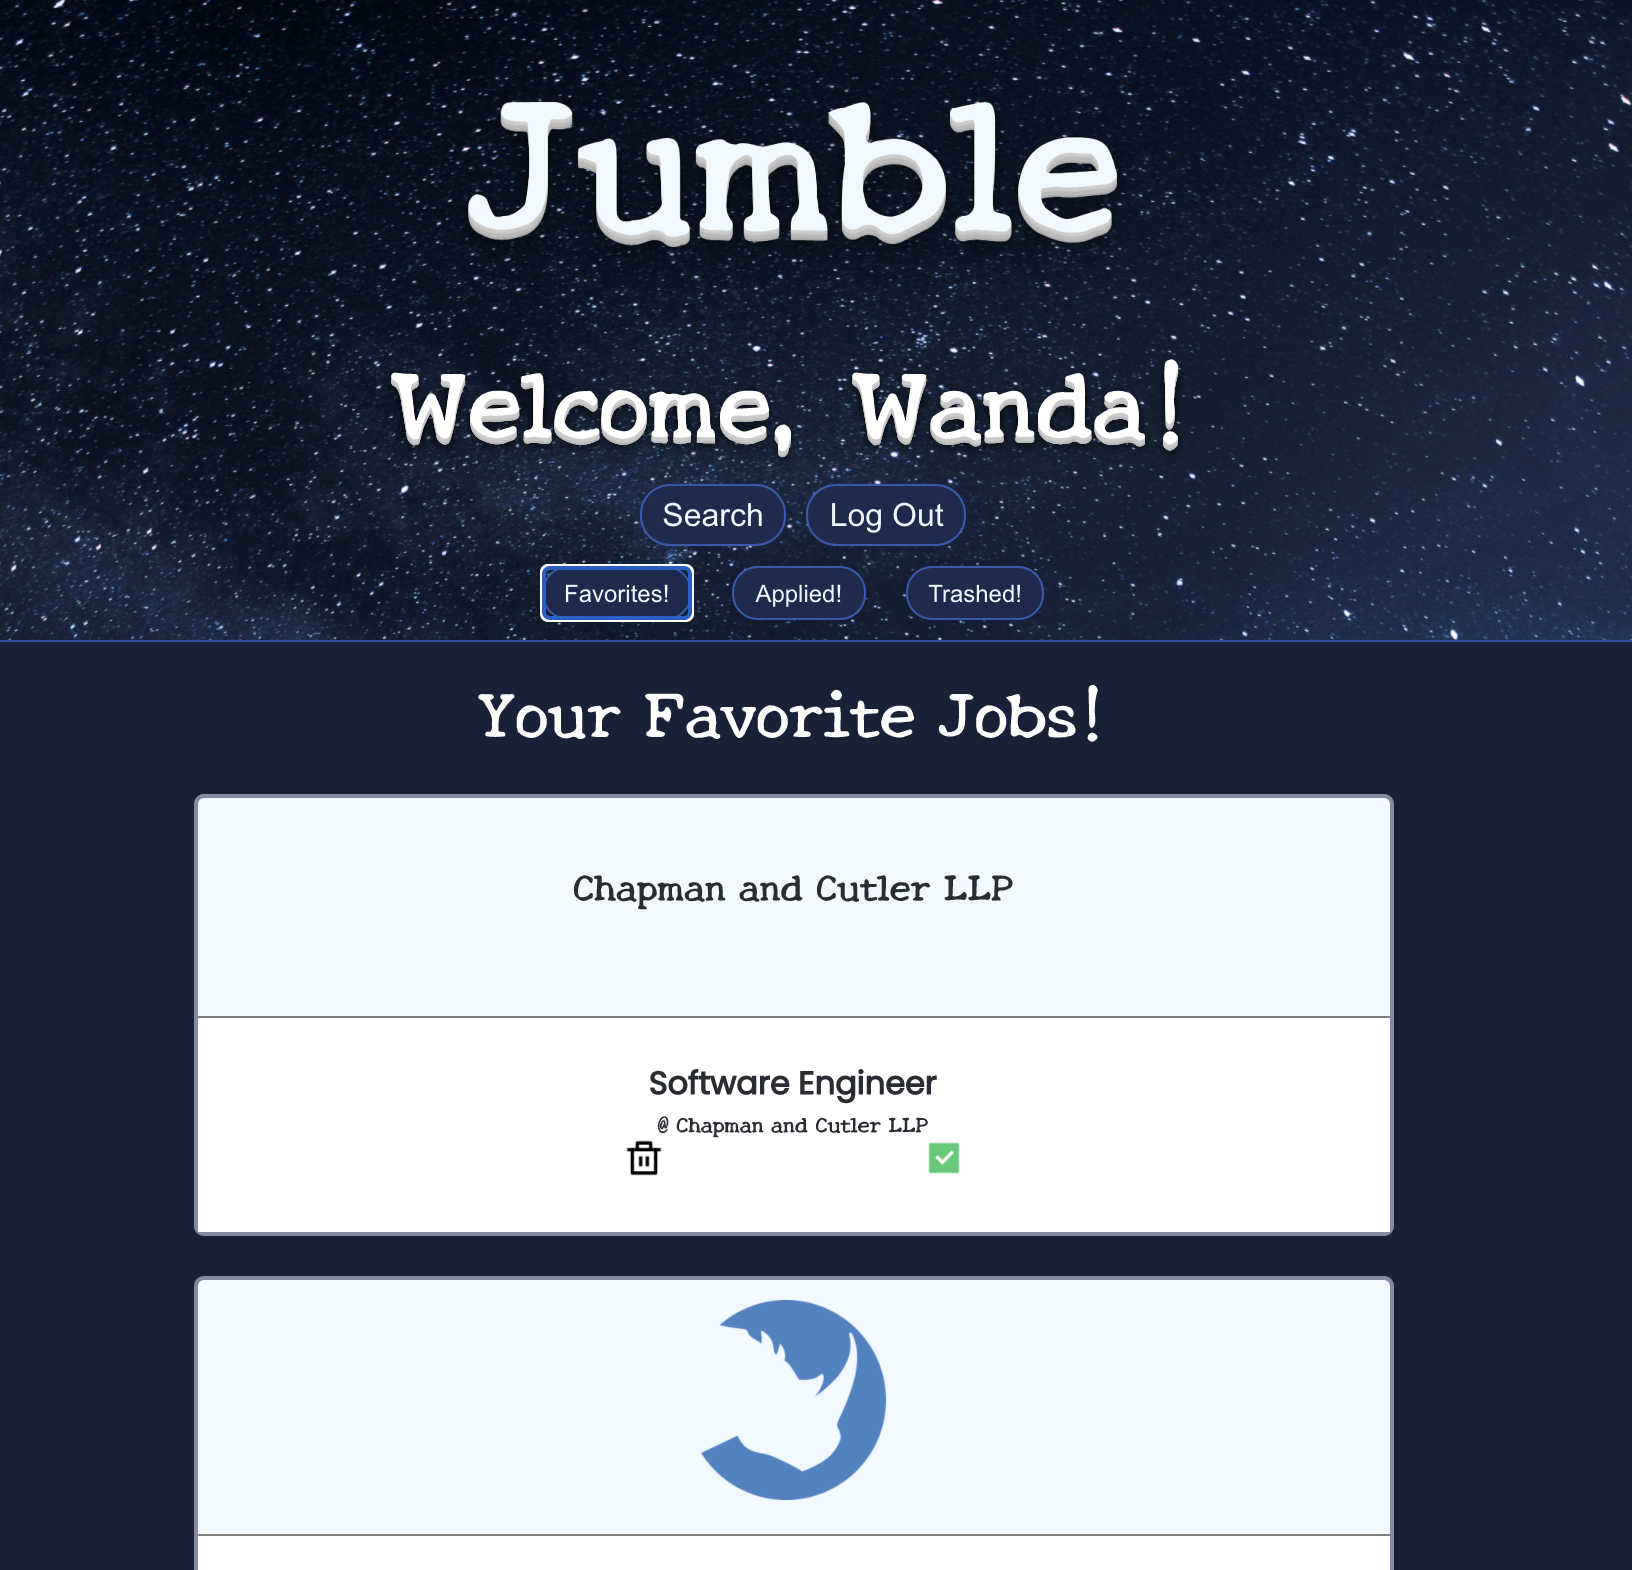 Jumble
Welcome, Wanda!
Search Log Out
Favorites! Applied! Trashed!
Your Favorite Jobs!
Chapman and Cutler LLP
Software Engineer
@ Chapman and Cutler LLP